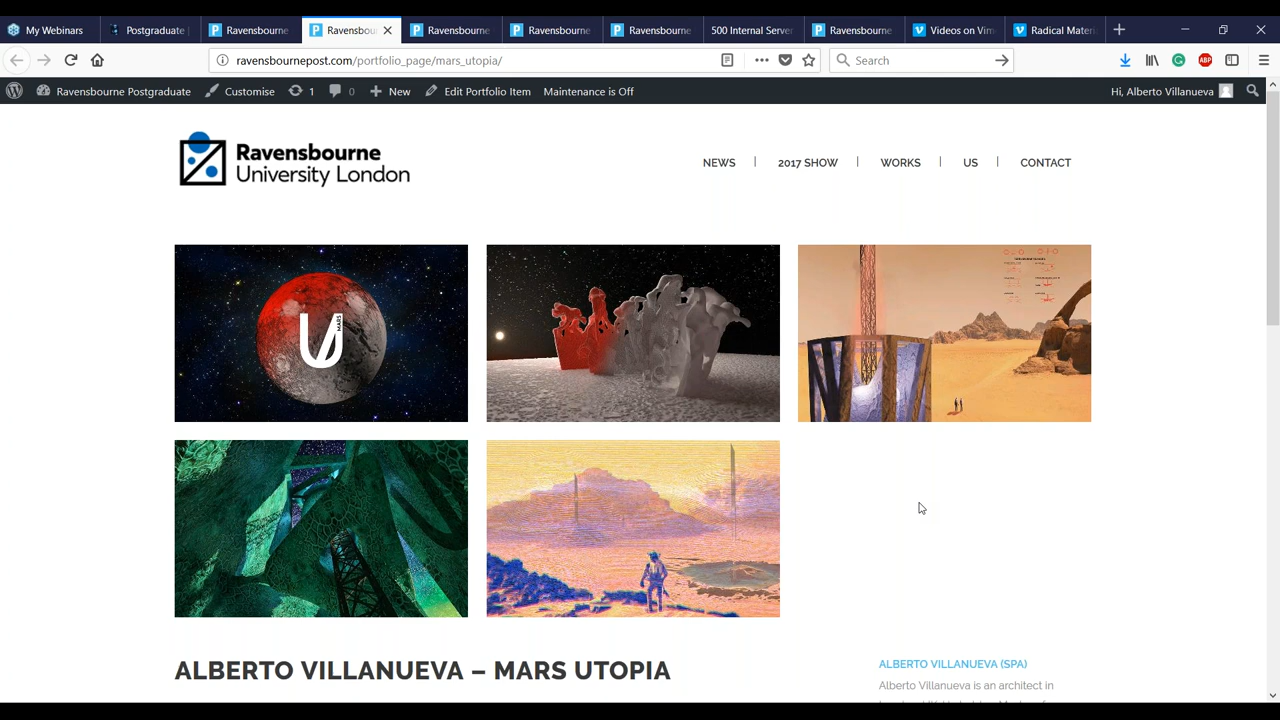 My Webinars
Postgraduate
Ravensbourne
Ravensbou
Ravensbourne
Ravensbourne
Ravensbourne
500 Internal Server
Ravensbourne
Videos on Vim
Radical Materi
ravensbournepost.com/portfolio_page/mars_utopia/
Search
Ravensbourne Postgraduate
Customise
1
0
New
Edit Portfolio Item
Maintenance is Off
Hi, Alberto Villanueva
Ravensbourne
University London
NEWS
2017 SHOW
WORKS
US
CONTACT
U MARS
ALBERTO VILLANUEVA – MARS UTOPIA
ALBERTO VILLANUEVA (SPA)
Alberto Villanueva is an architect in